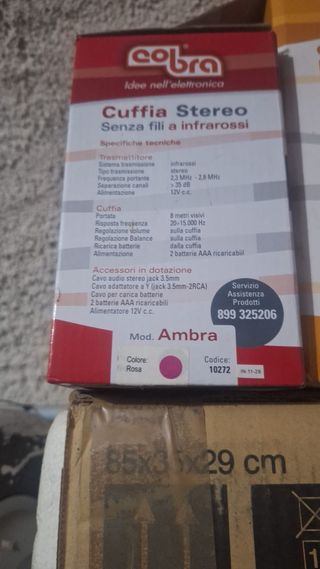 cobra
Idee nell'elettronica
Cuffia Stereo
Senza fili a infrarossi
Specifiche tecniche
Trasmettitore
Sistema trasmissione infrarossi
Tipo trasmissione stereo
Frequenza portante 2,3 MHz - 2,8 MHz
Separazione canali > 35 dB
Alimentazione 12V c.c.
Cuffia
Portata 8 metri visivi
Risposta frequenza 20~15.000 Hz
Regolazione volume sulla cuffia
Regolazione Balance sulla cuffia
Ricarica batterie dalla cuffia
Alimentazione 2 batterie AAA ricaricabili
Accessori in dotazione
Cavo audio stereo jack 3.5mm
Cavo adattatore a Y (jack 3.5mm-2RCA)
Cavo per carica batterie
2 batterie AAA ricaricabili
Alimentatore 12V c.c.
Servizio
Assistenza
Prodotti
899 325206
Mod. Ambra
Colore:
Rosa
Codice:
10272
IN-11-29
85x35x29 cm